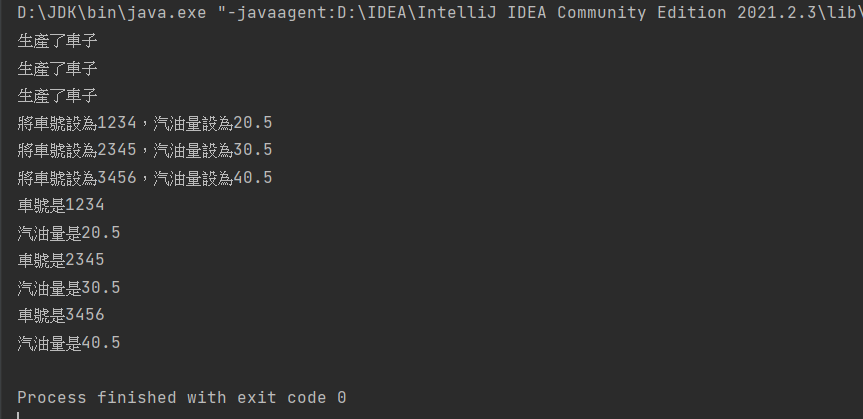 D:\JDK\bin\java.exe "-javaagent:D:\IDEA\IntelliJ IDEA Community Edition 2021.2.3\lib\
生產了車子
生產了車子
生產了車子
將車號設為1234，汽油量設為20.5
將車號設為2345，汽油量設為30.5
將車號設為3456，汽油量設為40.5
車號是1234
汽油量是20.5
車號是2345
汽油量是30.5
車號是3456
汽油量是40.5
Process finished with exit code 0